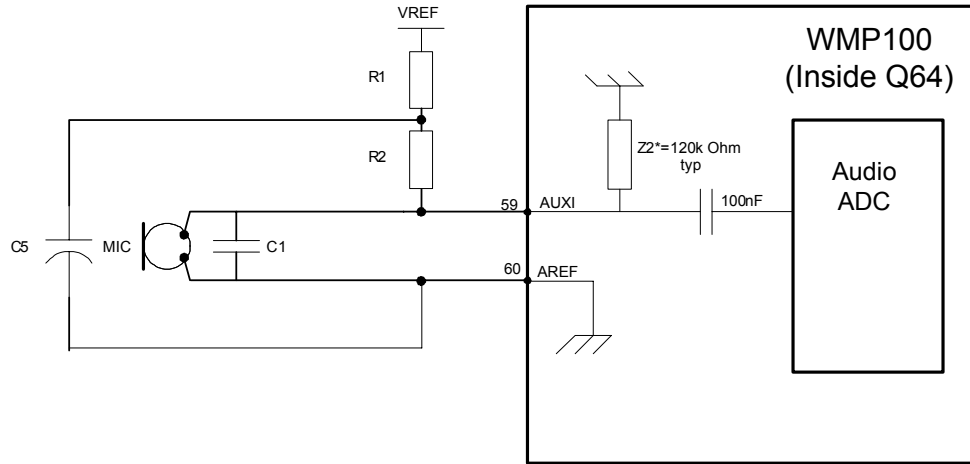 VREF
WMP100
(Inside Q64)
R1
R2
Z2*=120k Ohm
typ
Audio
ADC
59
AUXI
100nF
C5
MIC
C1
60
AREF